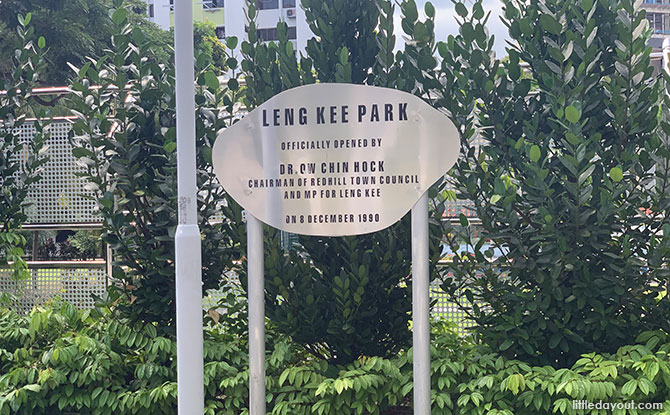 LENG KEE PARK
OFFICIALLY OPENED BY
DR. OW CHIN HOCK
CHAIRMAN OF REDHILL TOWN COUNCIL
AND MP FOR LENG KEE
ON 8 DECEMBER 1990
littledayout.com